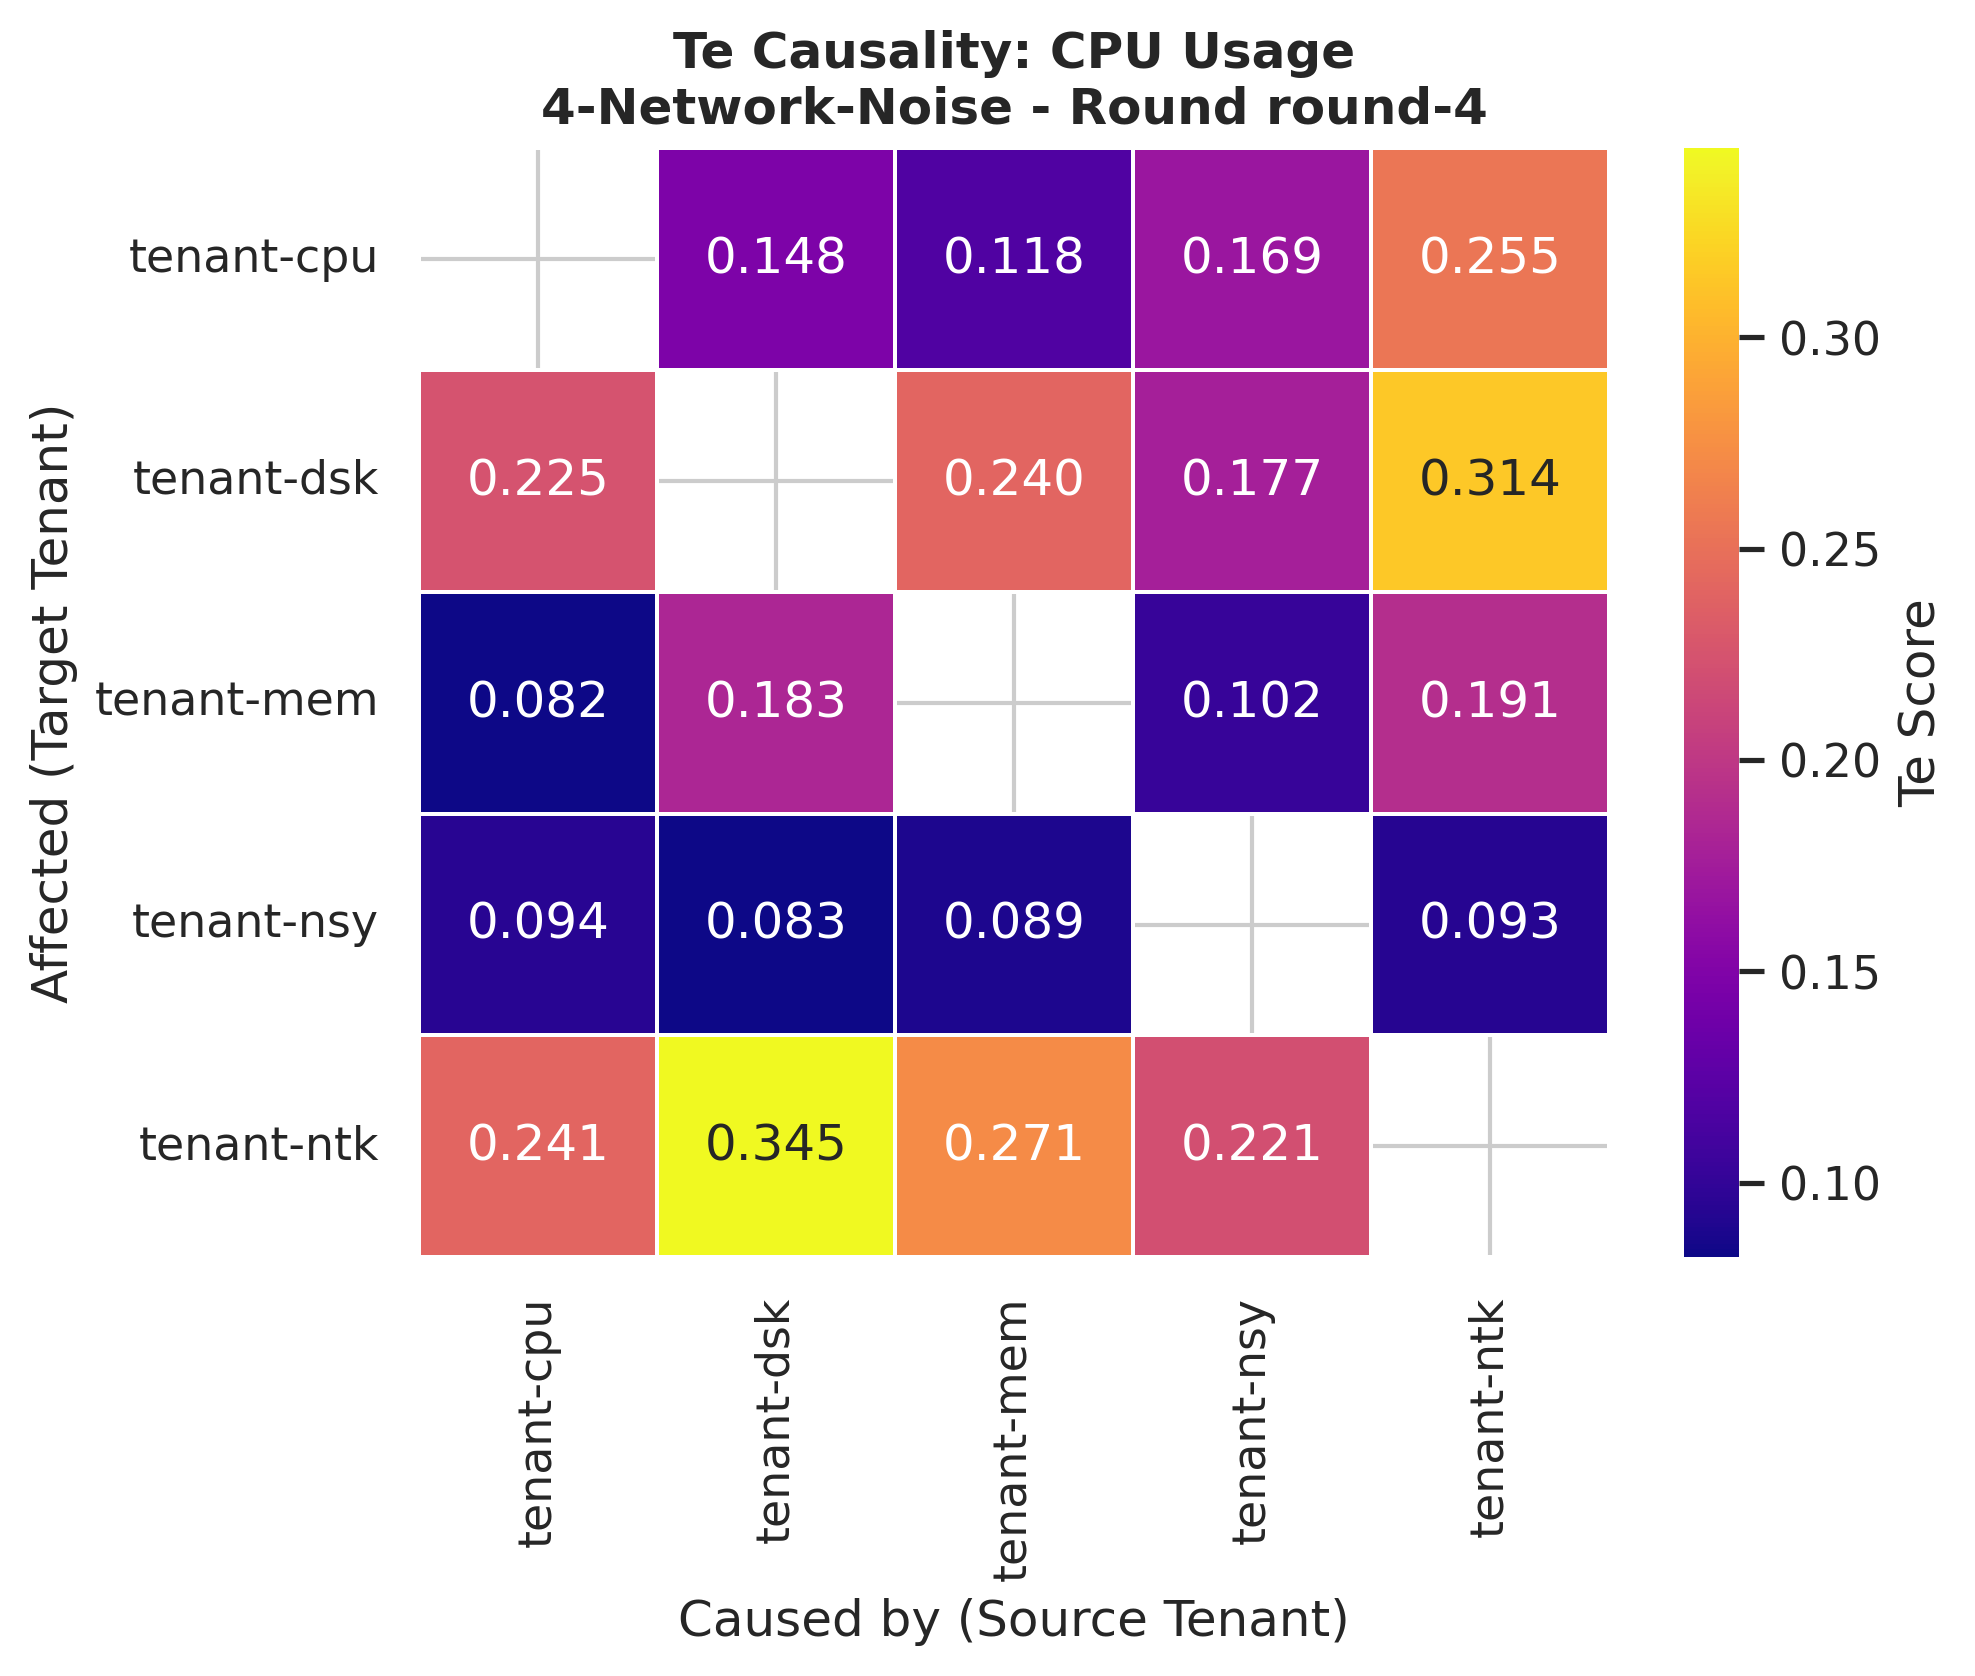 Te Causality: CPU Usage
4-Network-Noise - Round round-4
Affected (Target Tenant)
tenant-cpu
0.148 0.118 0.169 0.255
tenant-dsk
0.225 0.240 0.177 0.314
tenant-mem
0.082 0.183 0.102 0.191
tenant-nsy
0.094 0.083 0.089 0.093
tenant-ntk
0.241 0.345 0.271 0.221
tenant-cpu
tenant-dsk
tenant-mem
tenant-nsy
tenant-ntk
Caused by (Source Tenant)
0.30
0.25
0.20
0.15
0.10
Te Score